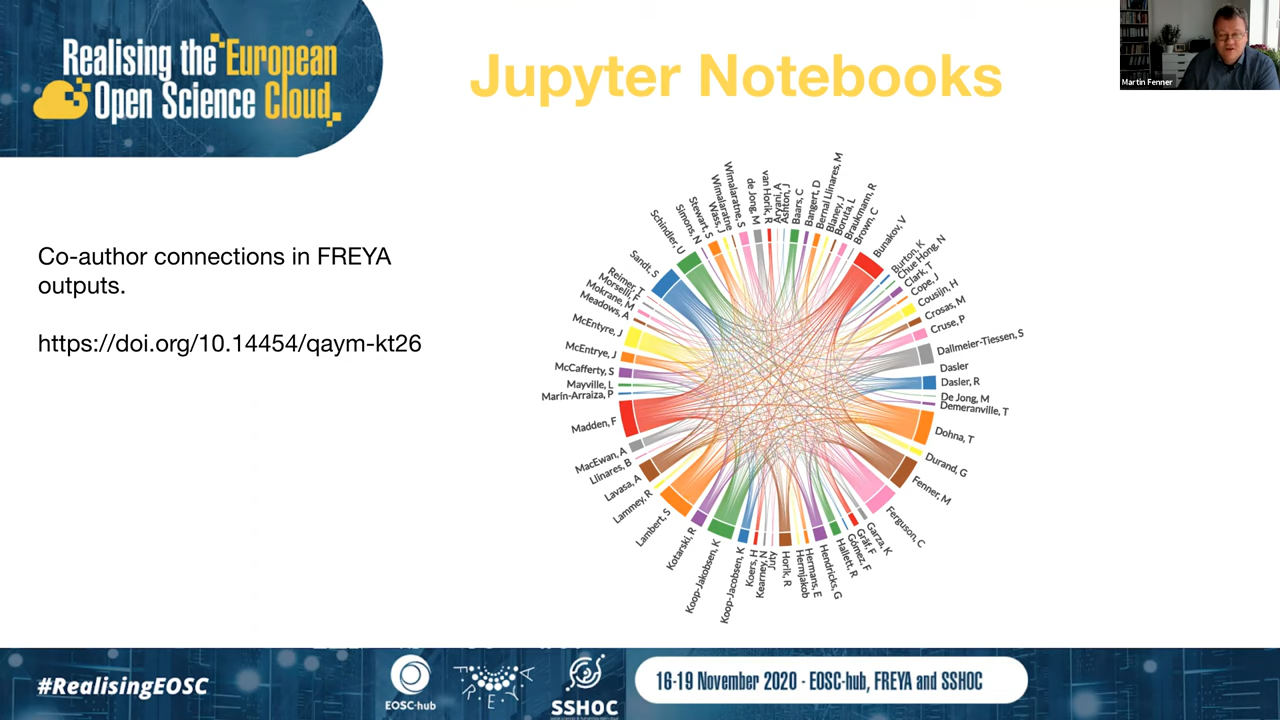 Realising the European
Open Science Cloud
Jupyter Notebooks
Martin Fenner
Co-author connections in FREYA
outputs.
https://doi.org/10.14454/qaym-kt26
Aryani, A
Ashton, J
Baars, C
Bangert, D
Bernal Llinares, M
Blaney, J
Boruta, L
Braukmann, R
Brown, C
Bunakov, V
Burton, K
Chue Hong, N
Clark, T
Cope, J
Cousijn, H
Crosas, M
Cruse, P
Dallmeier-Tiessen, S
Dasler
Dasler, R
De Jong, M
Demeranville, T
Dohna, T
Durand, G
Fenner, M
Ferguson, C
Garza, K
Gräf, F
Gómez, F
Hallett, R
Hendricks, G
Hermans, E
Hermjakob
Horik, R
Juty
Kearney, N
Koers, H
Koop-Jacobsen, K
Koop-Jakobsen, K
Kotarski, R
Lambert, S
Lammey, R
Lavasa, A
Llinares, B
MacEwan, A
Madden, F
Marín-Arraiza, P
Mayville, L
McCafferty, S
McEntrye, J
McEntyre, J
Meadows, A
Mokrane, M
Morselli, F
Reimer, T
Sandt, S
Schindler, U
Simons, N
Stewart, S
Wass, J
Wimalaratne
Wimalaratne, S
de Jong, M
van Horik, R
#RealisingEOSC
EOSC-hub
FREYA
SSHOC
16-19 November 2020 - EOSC-hub, FREYA and SSHOC